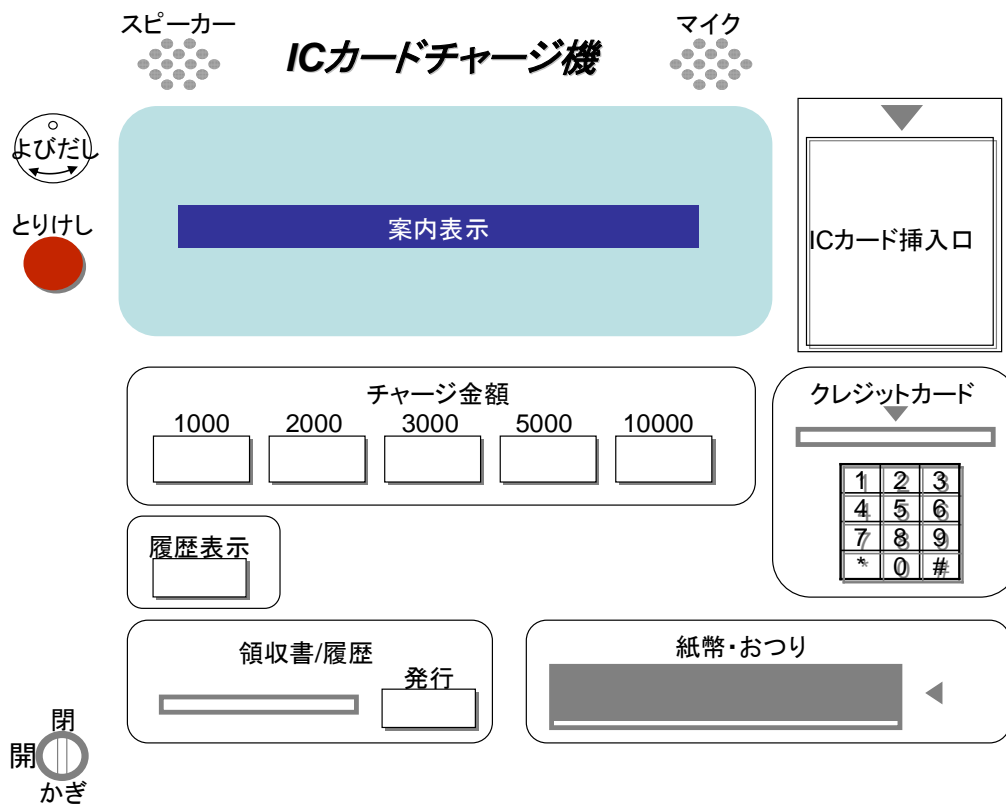 スピーカー
ICカードチャージ機
マイク
よびだし
とりけし
案内表示
ICカード挿入口
チャージ金額
1000 2000 3000 5000 10000
クレジットカード
1 2 3
4 5 6
7 8 9
* 0 #
履歴表示
領収書/履歴
発行
紙幣・おつり
閉
開
かぎ